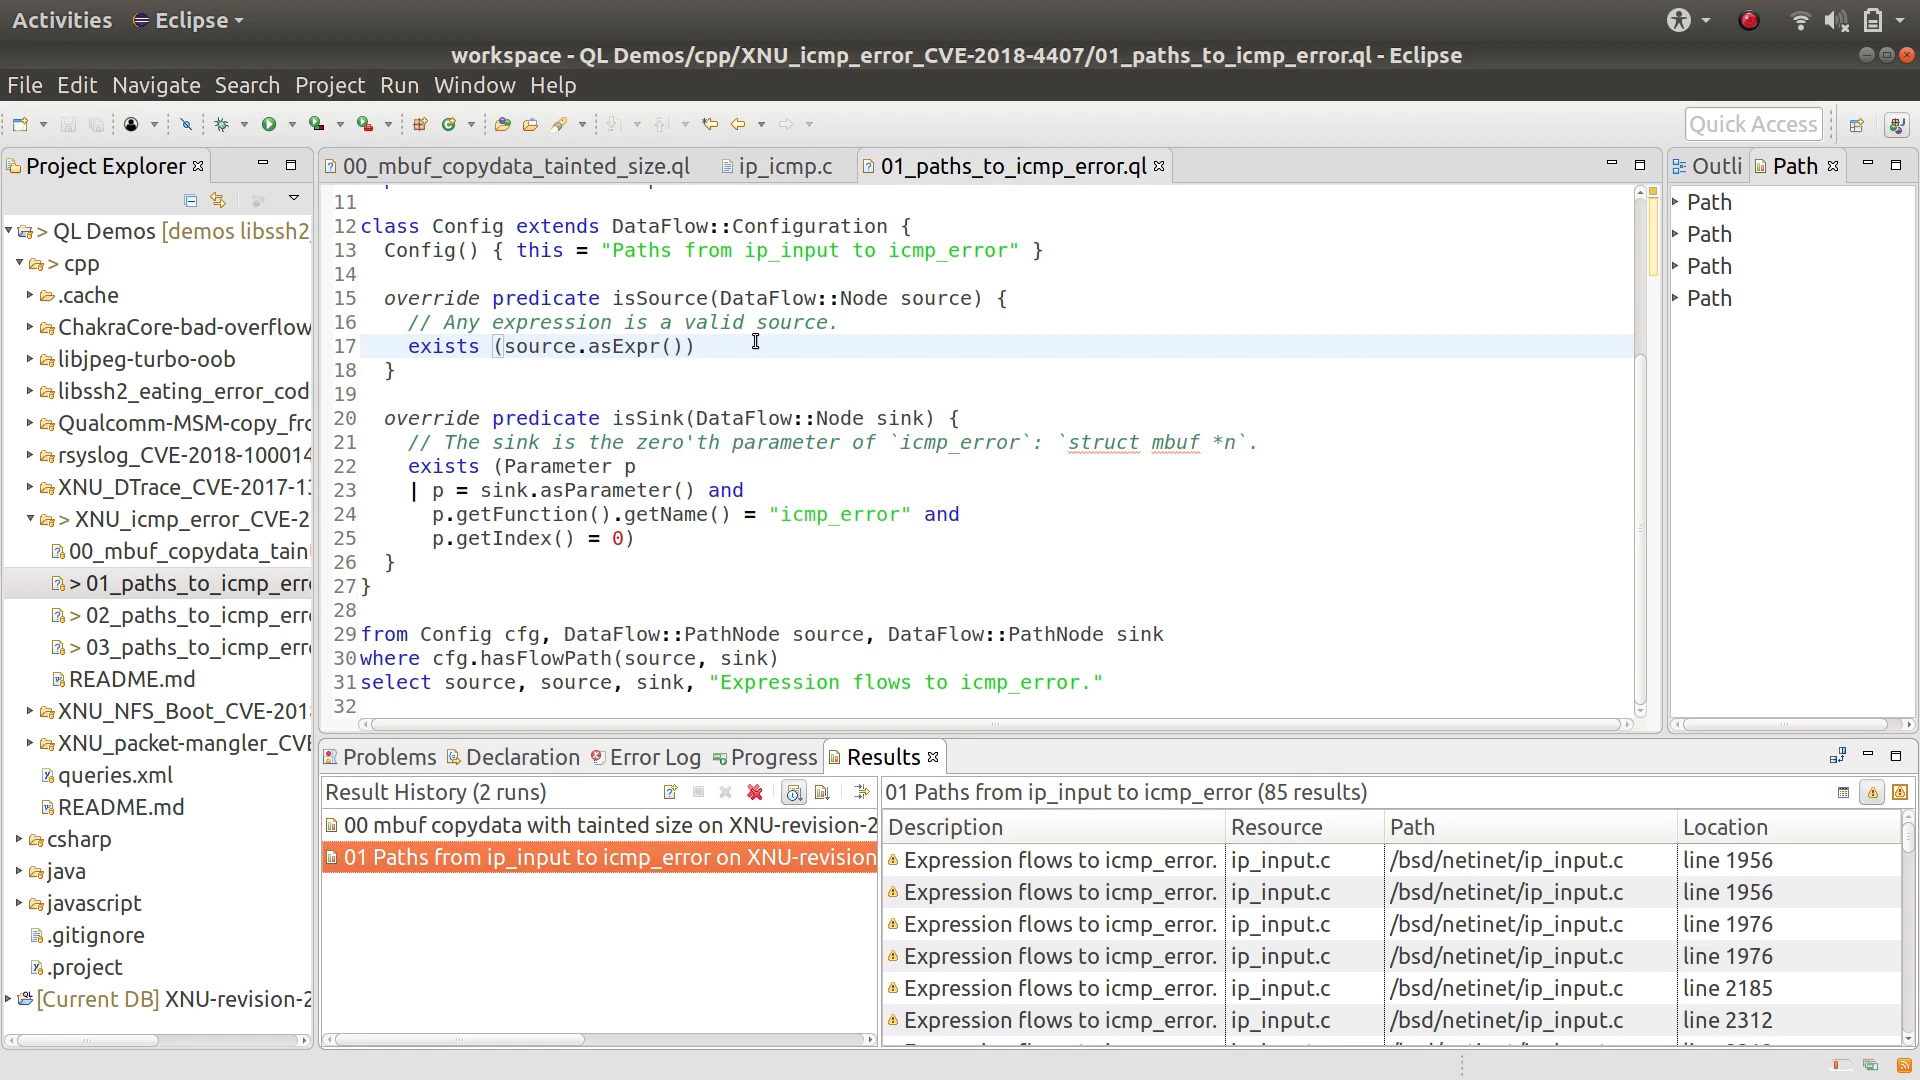 Activities Eclipse
workspace - QL Demos/cpp/XNU_icmp_error_CVE-2018-4407/01_paths_to_icmp_error.ql - Eclipse
File Edit Navigate Search Project Run Window Help
Quick Access
Project Explorer
QL Demos [demos libssh2
> cpp
.cache
ChakraCore-bad-overflow
libjpeg-turbo-oob
libssh2_eating_error_cod
Qualcomm-MSM-copy_fro
rsyslog_CVE-2018-100014
XNU_DTrace_CVE-2017-13
> XNU_icmp_error_CVE-2
00_mbuf_copydata_tain
> 01_paths_to_icmp_erro
> 02_paths_to_icmp_erro
> 03_paths_to_icmp_erro
README.md
XNU_NFS_Boot_CVE-2018
XNU_packet-mangler_CVE
queries.xml
README.md
csharp
java
javascript
.gitignore
.project
[Current DB] XNU-revision-2
00_mbuf_copydata_tainted_size.ql ip_icmp.c 01_paths_to_icmp_error.ql
11
12 class Config extends DataFlow::Configuration {
13 Config() { this = "Paths from ip_input to icmp_error" }
14
15 override predicate isSource(DataFlow::Node source) {
16 // Any expression is a valid source.
17 exists (source.asExpr())
18 }
19
20 override predicate isSink(DataFlow::Node sink) {
21 // The sink is the zero'th parameter of `icmp_error`: `struct mbuf *n`.
22 exists (Parameter p
23 | p = sink.asParameter() and
24 p.getFunction().getName() = "icmp_error" and
25 p.getIndex() = 0)
26 }
27 }
28
29 from Config cfg, DataFlow::PathNode source, DataFlow::PathNode sink
30 where cfg.hasFlowPath(source, sink)
31 select source, source, sink, "Expression flows to icmp_error."
32
Outli Path
Path
Path
Path
Path
Problems Declaration Error Log Progress Results
Result History (2 runs)
00 mbuf copydata with tainted size on XNU-revision-2
01 Paths from ip_input to icmp_error on XNU-revision
01 Paths from ip_input to icmp_error (85 results)
Description Resource Path Location
Expression flows to icmp_error. ip_input.c /bsd/netinet/ip_input.c line 1956
Expression flows to icmp_error. ip_input.c /bsd/netinet/ip_input.c line 1956
Expression flows to icmp_error. ip_input.c /bsd/netinet/ip_input.c line 1976
Expression flows to icmp_error. ip_input.c /bsd/netinet/ip_input.c line 1976
Expression flows to icmp_error. ip_input.c /bsd/netinet/ip_input.c line 2185
Expression flows to icmp_error. ip_input.c /bsd/netinet/ip_input.c line 2312